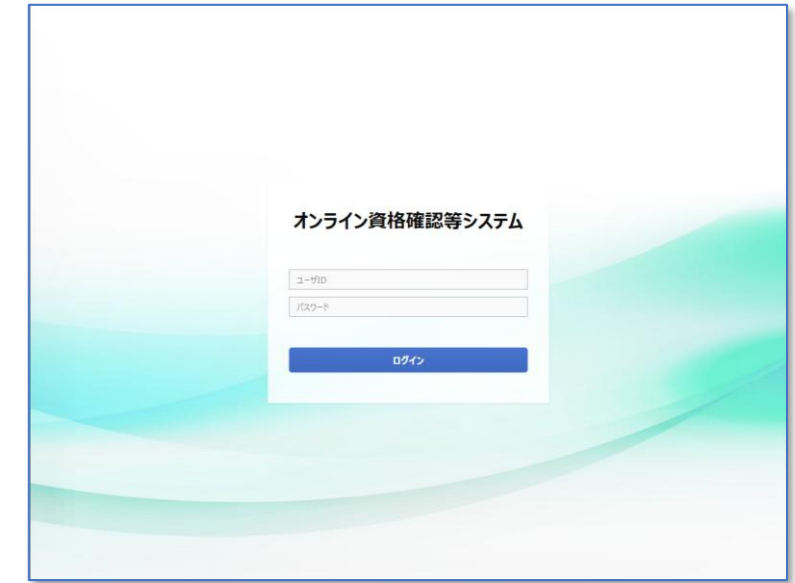 オンライン資格確認等システム
ユーザID
パスワード
ログイン